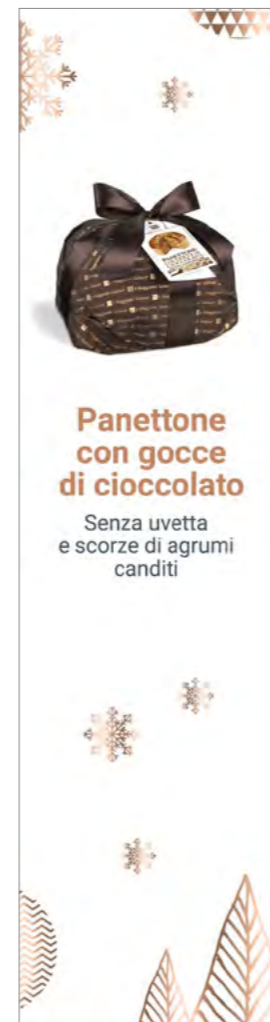 Panettone
con gocce
di cioccolato
Senza uvetta
e scorze di agrumi
canditi